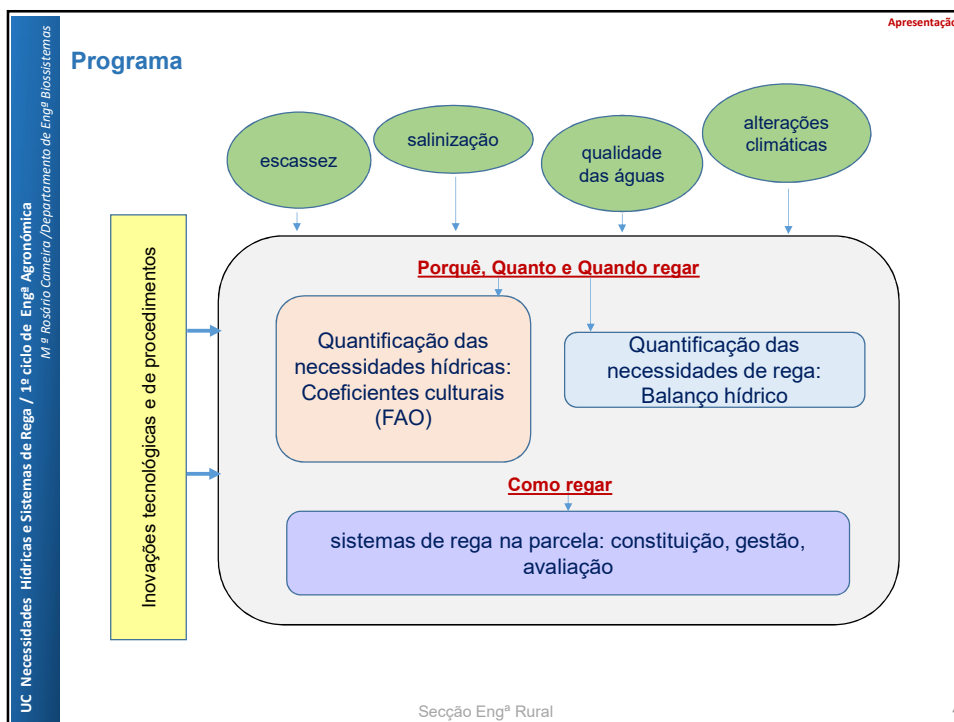 Apresentação
Programa
escassez
salinização
qualidade
das águas
alterações
climáticas
Inovações tecnológicas e de procedimentos
Porquê, Quanto e Quando regar
Quantificação das
necessidades hídricas:
Coeficientes culturais
(FAO)
Quantificação das
necessidades de rega:
Balanço hídrico
Como regar
sistemas de rega na parcela: constituição, gestão,
avaliação
UC Necessidades Hídricas e Sistemas de Rega / 1º ciclo de Engª Agronómica
M ª Rosário Cameira /Departamento de Engª Biossistemas
Secção Engª Rural